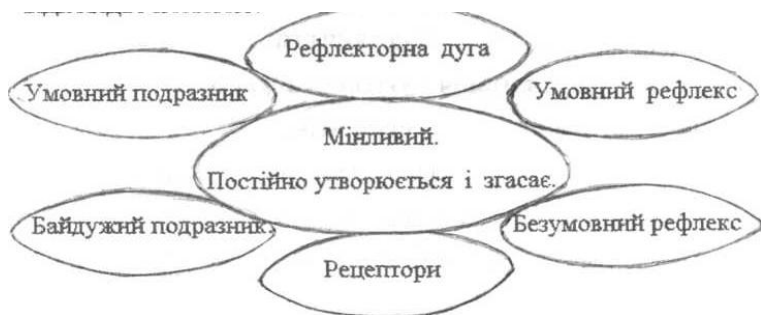 Рефлекторна дуга
Умовний подразник
Умовний рефлекс
Мінливий.
Постійно утворюється і згасає.
Байдужий подразник
Безумовний рефлекс
Рецептори